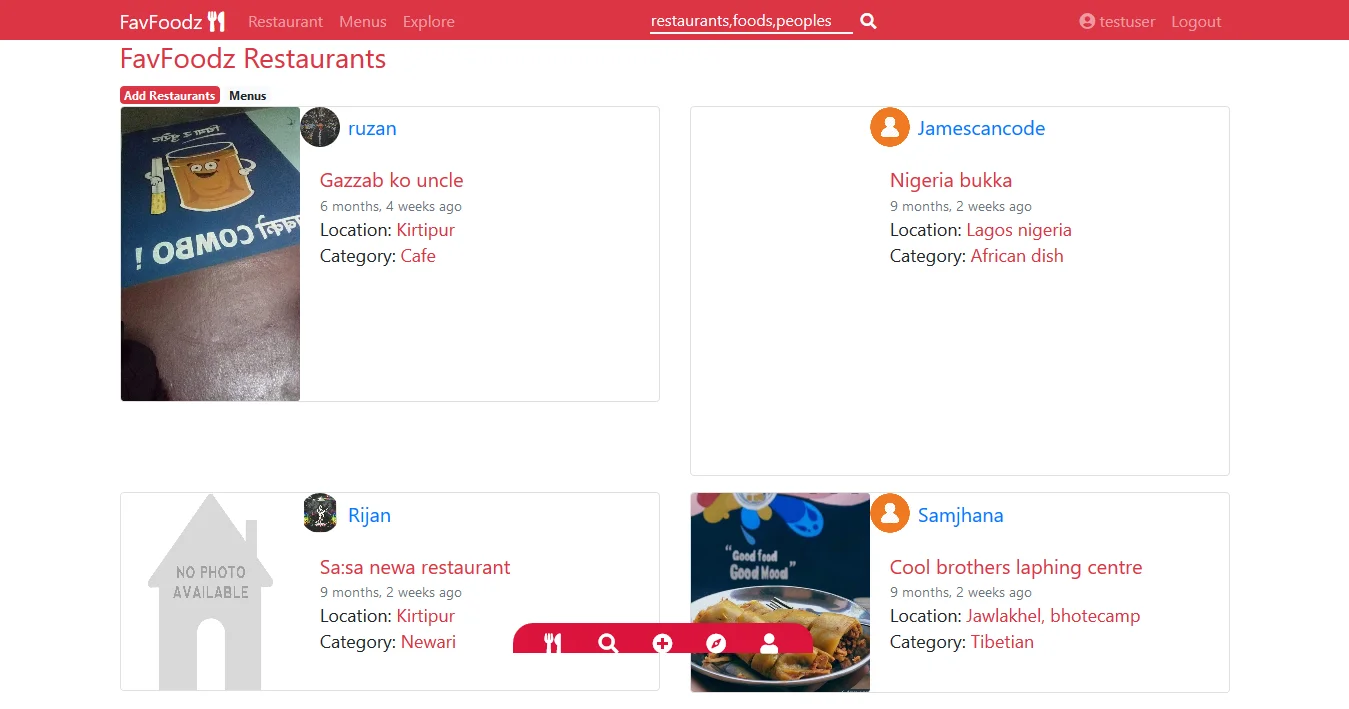 FavFoodz Restaurant Menus Explore restaurants,foods,peoples testuser Logout
FavFoodz Restaurants
Add Restaurants Menus
ruzan
Gazzab ko uncle
6 months, 4 weeks ago
Location: Kirtipur
Category: Cafe
COMBO !
Jamescancode
Nigeria bukka
9 months, 2 weeks ago
Location: Lagos nigeria
Category: African dish
NO PHOTO
AVAILABLE
Rijan
Sa:sa newa restaurant
9 months, 2 weeks ago
Location: Kirtipur
Category: Newari
“Good food
Good Mood”
Samjhana
Cool brothers laphing centre
9 months, 2 weeks ago
Location: Jawlakhel, bhotecamp
Category: Tibetian